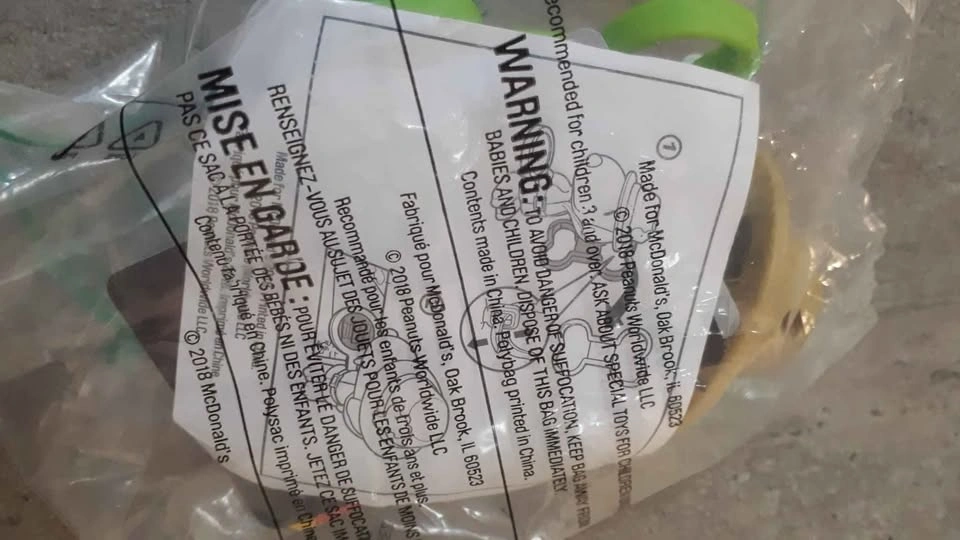 1
Made for McDonald's, Oak Brook, IL 60523
© 2018 Peanuts Worldwide LLC
ecommended for children 3 and over. ASK ABOUT SPECIAL TOYS FOR CHILDREN
WARNING: TO AVOID DANGER OF SUFFOCATION, KEEP BAG AWAY FROM
BABIES AND CHILDREN. DISPOSE OF THIS BAG IMMEDIATELY.
Contents made in China. Polybag printed in China.
Fabriqué pour McDonald's, Oak Brook, IL 60523
© 2018 Peanuts Worldwide LLC
Recommandé pour les enfants de trois ans et plus
RENSEIGNEZ-VOUS AU SUJET DES JOUETS POUR LES ENFANTS DE MOINS
MISE EN GARDE : POUR ÉVITER LE DANGER DE SUFFOCATI
PAS CE SAC À LA PORTÉE DES BÉBÉS NI DES ENFANTS. JETEZ CE SAC IM
Contenu fabriqué en Chine. Polysac imprimé en Chine
© 2018 McDonald's